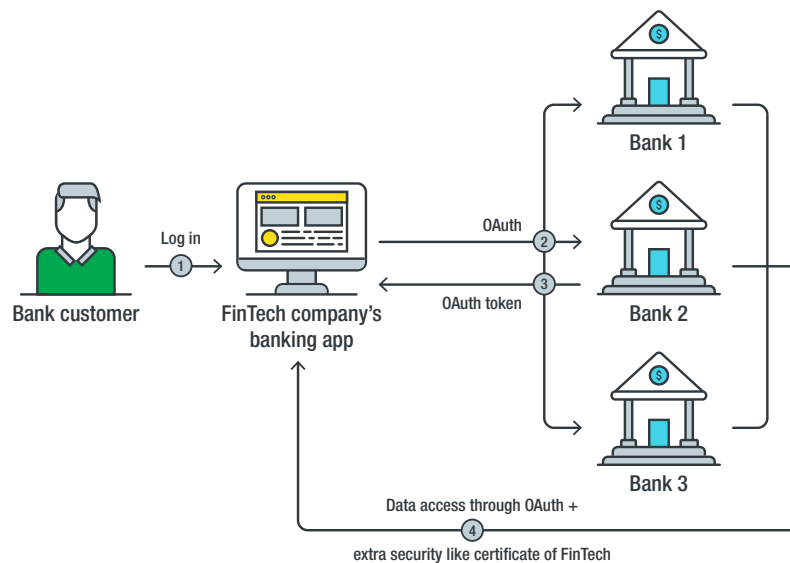 $
Bank 1
Log in
1
Bank customer
FinTech company's
banking app
OAuth
2
3
OAuth token
$
Bank 2
$
Bank 3
Data access through OAuth +
4
extra security like certificate of FinTech